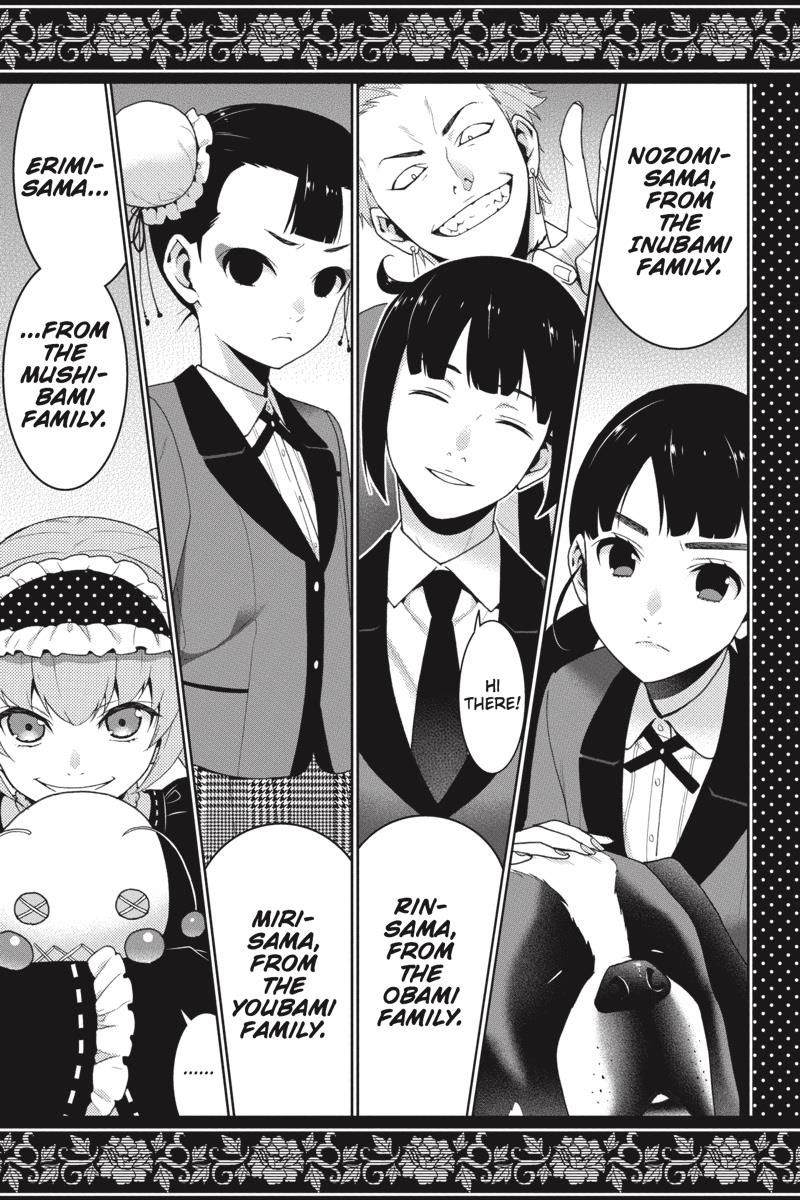 NOZOMI-
SAMA,
FROM
THE
INUBAMI
FAMILY.
HI
THERE!
RIN-
SAMA,
FROM
THE
OBAMI
FAMILY.
MIRI-
SAMA,
FROM
THE
YOUBAMI
FAMILY.
ERIMI-
SAMA...
...FROM
THE
MUSHI-
BAMI
FAMILY.
......